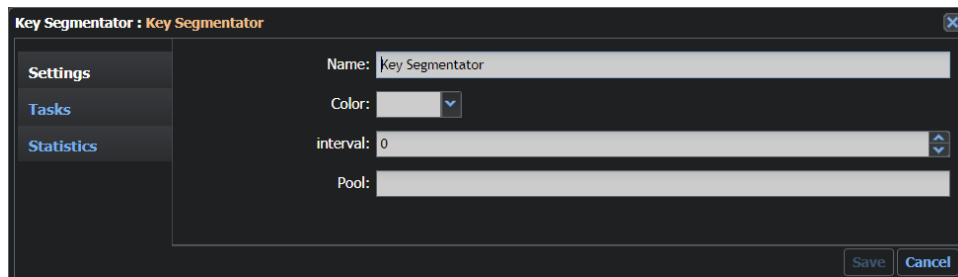 Key Segmentator : Key Segmentator
Settings
Tasks
Statistics
Name: Key Segmentator
Color:
interval: 0
Pool:
Save Cancel